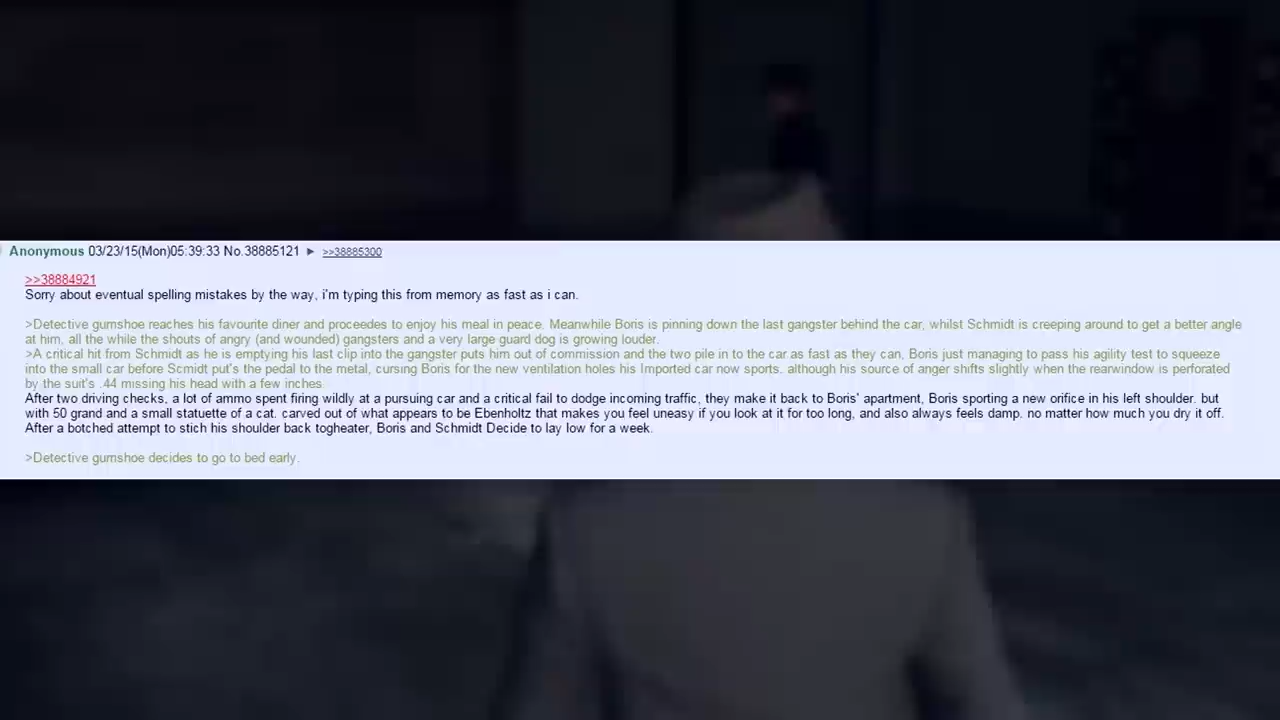 Anonymous 03/23/15(Mon)05:39:33 No.38885121 ► >>38885300
>>38884921
Sorry about eventual spelling mistakes by the way, i'm typing this from memory as fast as i can.
>Detective gumshoe reaches his favourite diner and proceedes to enjoy his meal in peace. Meanwhile Boris is pinning down the last gangster behind the car, whilst Schmidt is creeping around to get a better angle
at him, all the while the shouts of angry (and wounded) gangsters and a very large guard dog is growing louder.
>A critical hit from Schmidt as he is emptying his last clip into the gangster puts him out of commission and the two pile in to the car as fast as they can, Boris just managing to pass his agility test to squeeze
into the small car before Scmidt put's the pedal to the metal, cursing Boris for the new ventilation holes his Imported car now sports. although his source of anger shifts slightly when the rearwindow is perforated
by the suit's .44 missing his head with a few inches.
After two driving checks, a lot of ammo spent firing wildly at a pursuing car and a critical fail to dodge incoming traffic, they make it back to Boris' apartment, Boris sporting a new orifice in his left shoulder. but
with 50 grand and a small statuette of a cat. carved out of what appears to be Ebenholtz that makes you feel uneasy if you look at it for too long, and also always feels damp. no matter how much you dry it off.
After a botched attempt to stich his shoulder back togheater, Boris and Schmidt Decide to lay low for a week.
>Detective gumshoe decides to go to bed early.